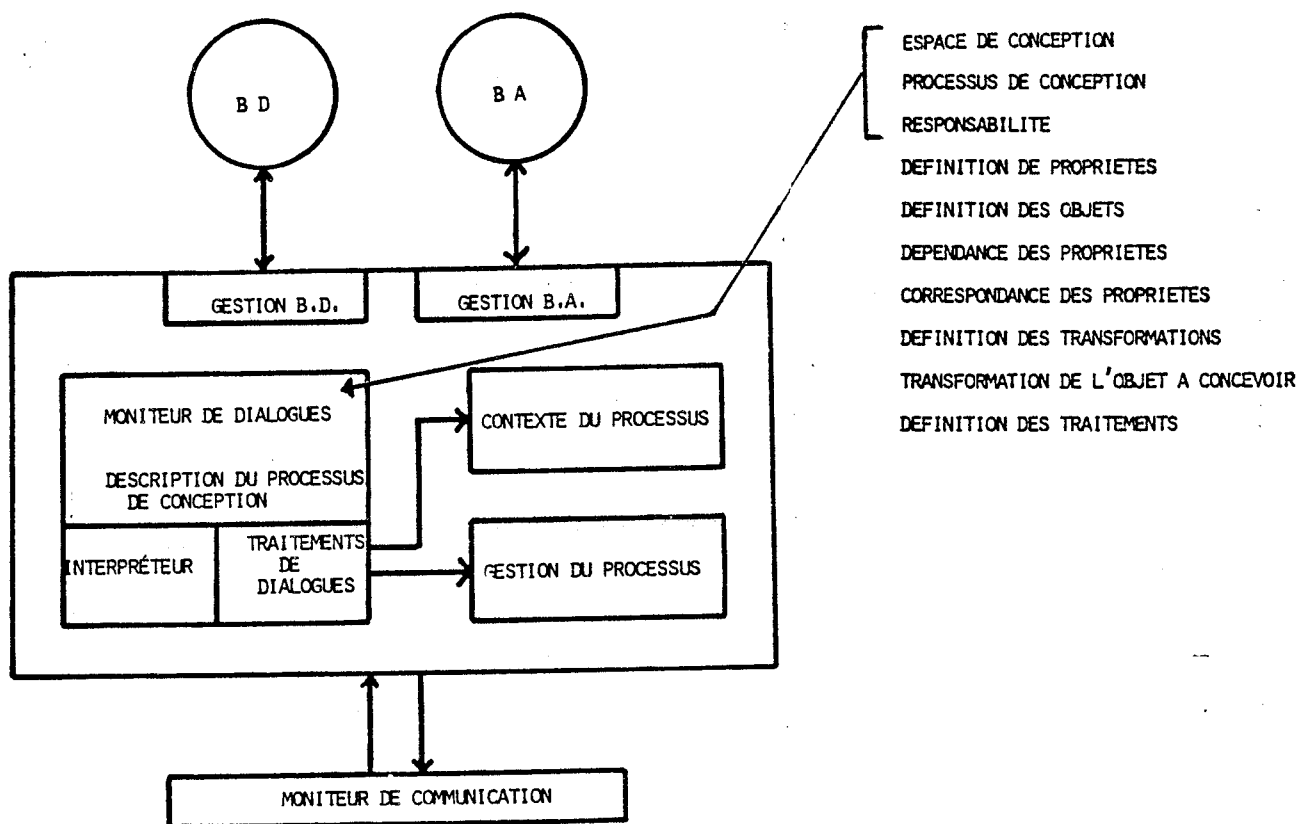 B D
B A
ESPACE DE CONCEPTION
PROCESSUS DE CONCEPTION
RESPONSABILITE
DEFINITION DE PROPRIETES
DEFINITION DES OBJETS
DEPENDANCE DES PROPRIETES
CORRESPONDANCE DES PROPRIETES
DEFINITION DES TRANSFORMATIONS
TRANSFORMATION DE L'OBJET A CONCEVOIR
DEFINITION DES TRAITEMENTS
GESTION B.D.
GESTION B.A.
MONITEUR DE DIALOGUES
DESCRIPTION DU PROCESSUS
DE CONCEPTION
INTERPRÉTEUR
TRAITEMENTS
DE
DIALOGUES
CONTEXTE DU PROCESSUS
GESTION DU PROCESSUS
MONITEUR DE COMMUNICATION